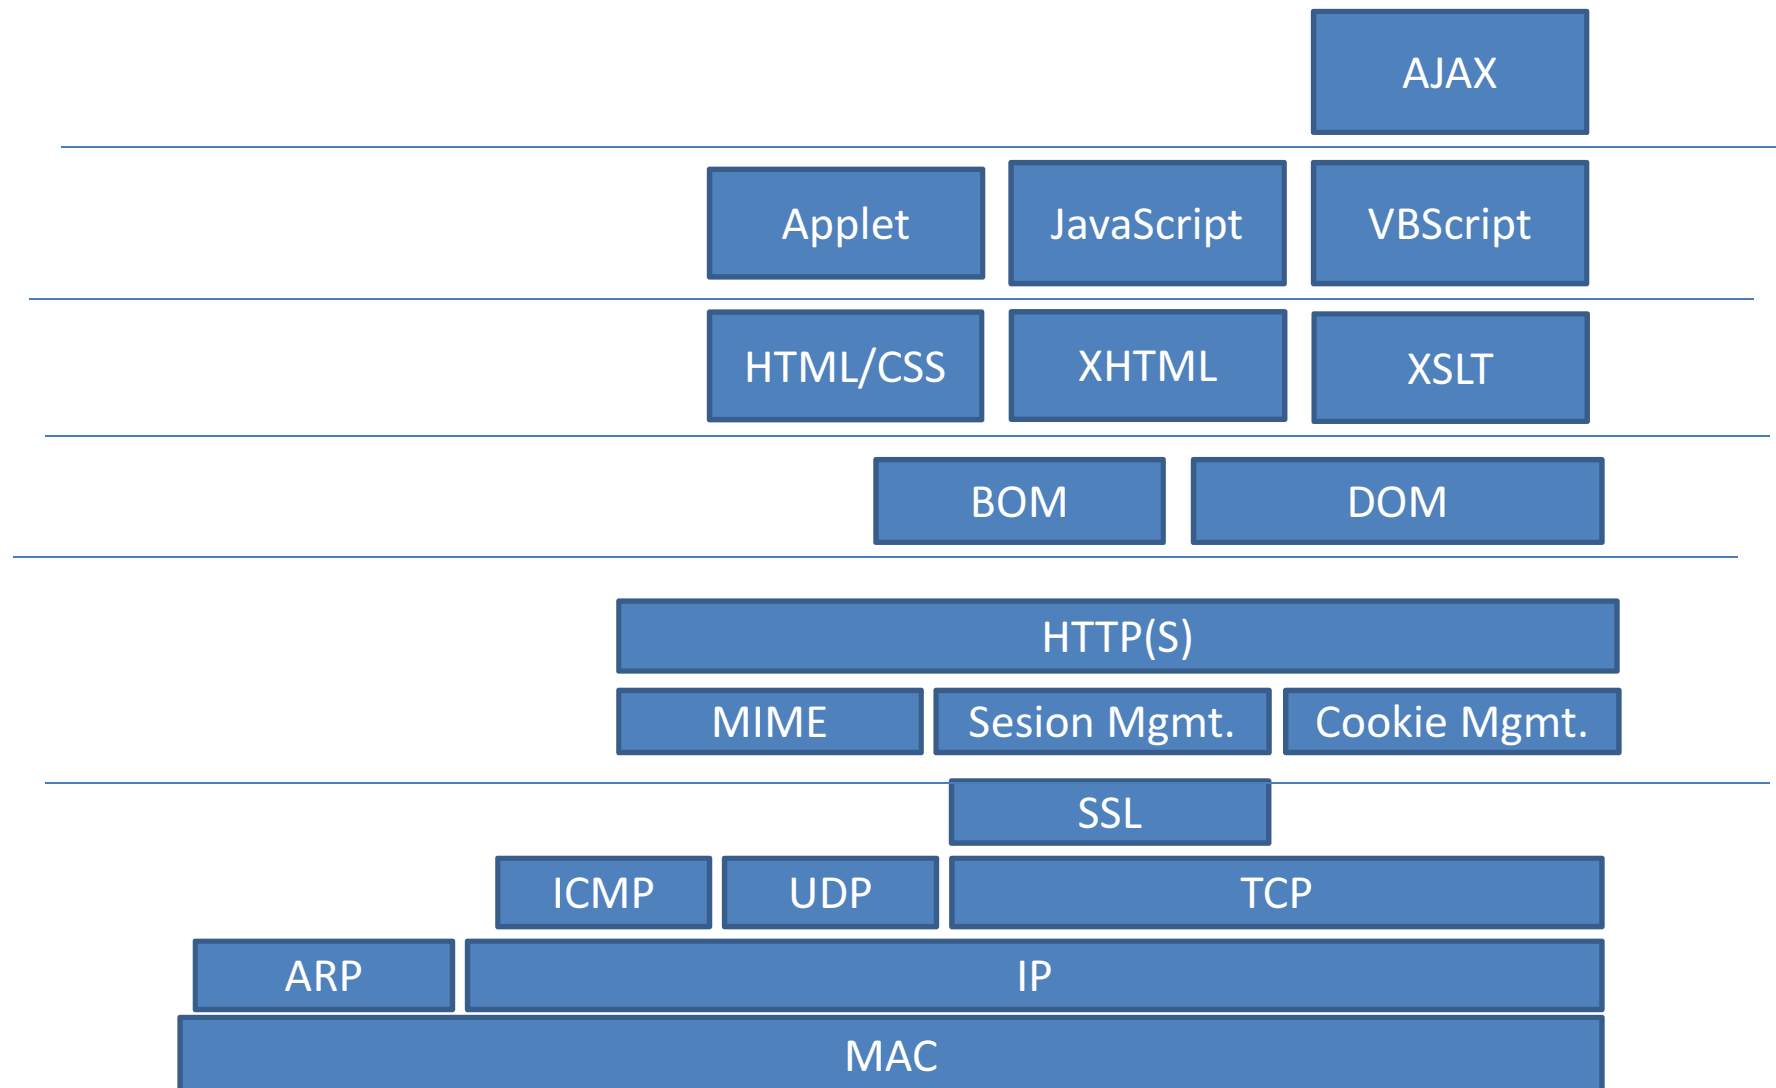 AJAX
Applet
JavaScript
VBScript
HTML/CSS
XHTML
XSLT
BOM
DOM
HTTP(S)
MIME
Sesion Mgmt.
Cookie Mgmt.
SSL
ICMP
UDP
TCP
ARP
IP
MAC